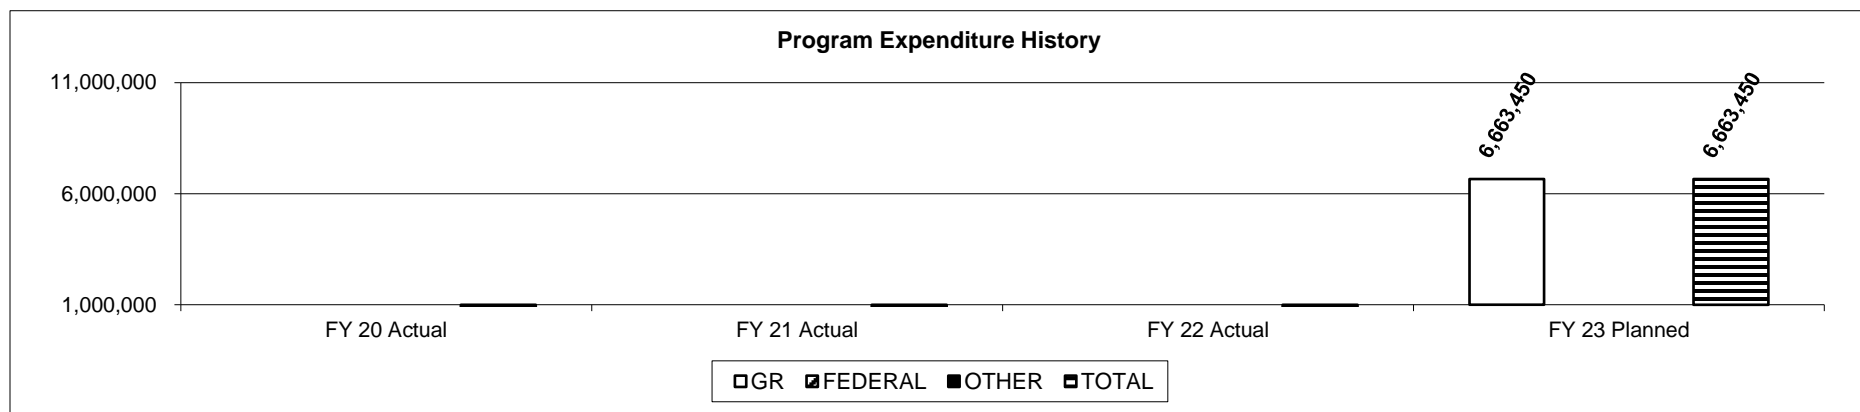 Program Expenditure History
11,000,000
6,663,450 6,663,450
6,000,000
1,000,000
FY 20 Actual FY 21 Actual FY 22 Actual FY 23 Planned
GR FEDERAL OTHER TOTAL